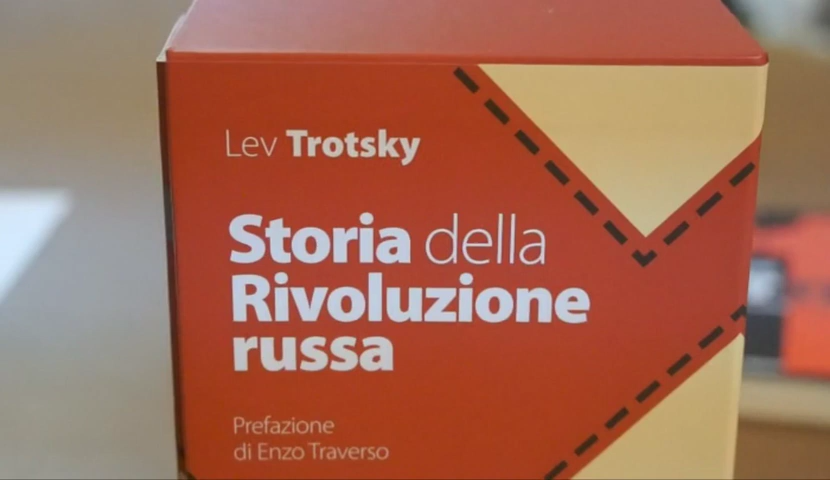 Lev Trotsky
Storia della
Rivoluzione
russa
Prefazione
di Enzo Traverso